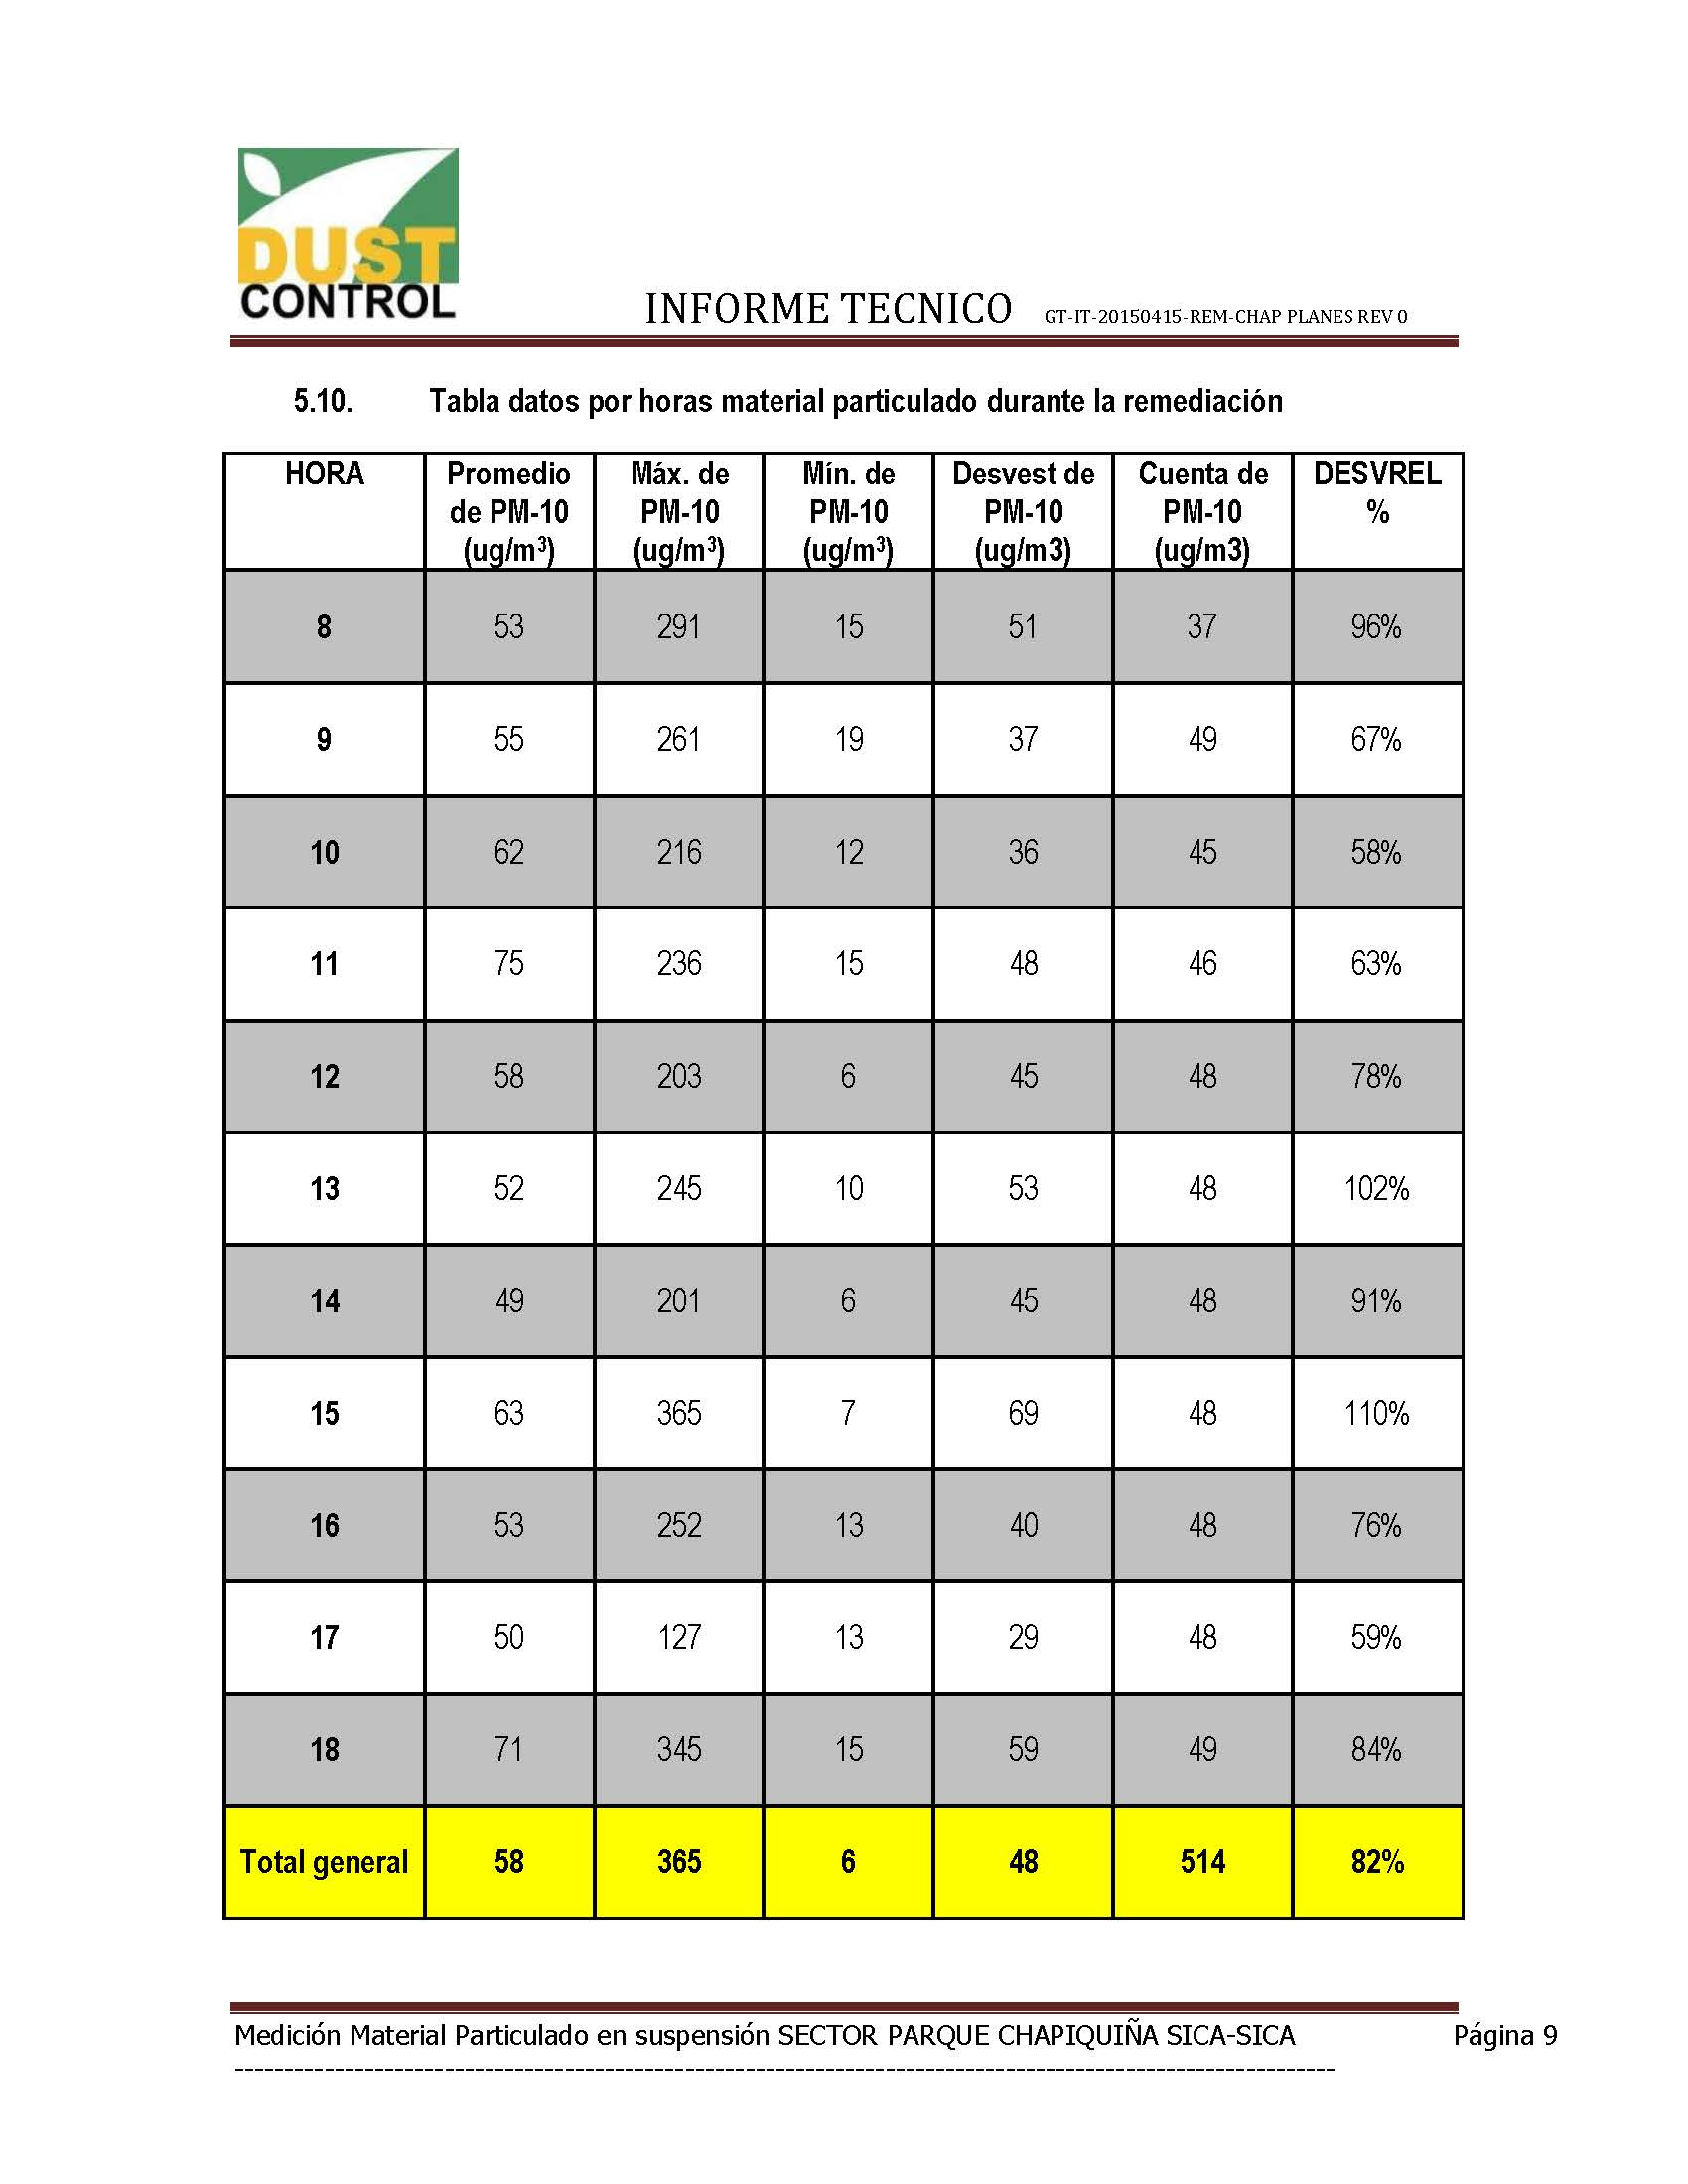 DUST
CONTROL
INFORME TECNICO GT-IT-20150415-REM-CHAP PLANES REV 0
5.10. Tabla datos por horas material particulado durante la remediación
HORA Promedio de PM-10 (ug/m³) Máx. de PM-10 (ug/m³) Mín. de PM-10 (ug/m³) Desvest de PM-10 (ug/m3) Cuenta de PM-10 (ug/m3) DESVREL %
8 53 291 15 51 37 96%
9 55 261 19 37 49 67%
10 62 216 12 36 45 58%
11 75 236 15 48 46 63%
12 58 203 6 45 48 78%
13 52 245 10 53 48 102%
14 49 201 6 45 48 91%
15 63 365 7 69 48 110%
16 53 252 13 40 48 76%
17 50 127 13 29 48 59%
18 71 345 15 59 49 84%
Total general 58 365 6 48 514 82%
Medición Material Particulado en suspensión SECTOR PARQUE CHAPIQUIÑA SICA-SICA Página 9
--------------------------------------------------------------------------------------------------------------